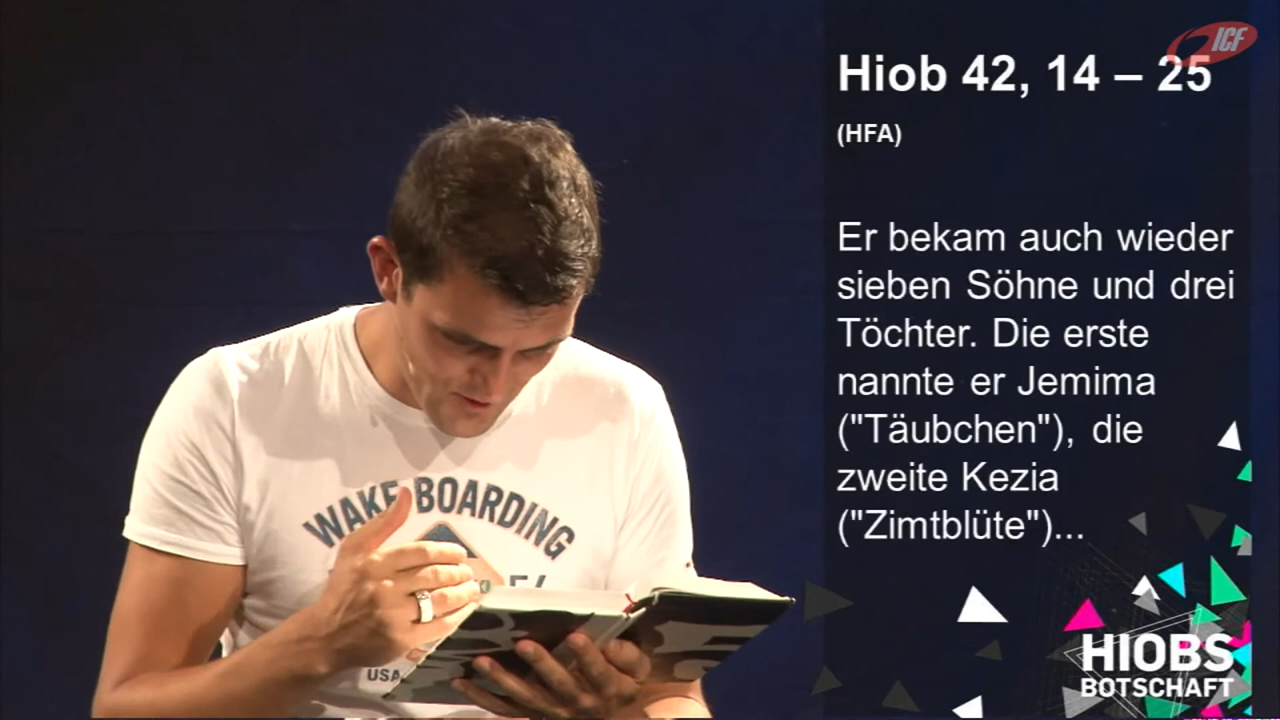 ICF
Hiob 42, 14 – 25
(HFA)
Er bekam auch wieder
sieben Söhne und drei
Töchter. Die erste
nannte er Jemima
("Täubchen"), die
zweite Kezia
("Zimtblüte")...
WAKE BOARDING
USA
HIOBS
BOTSCHAFT